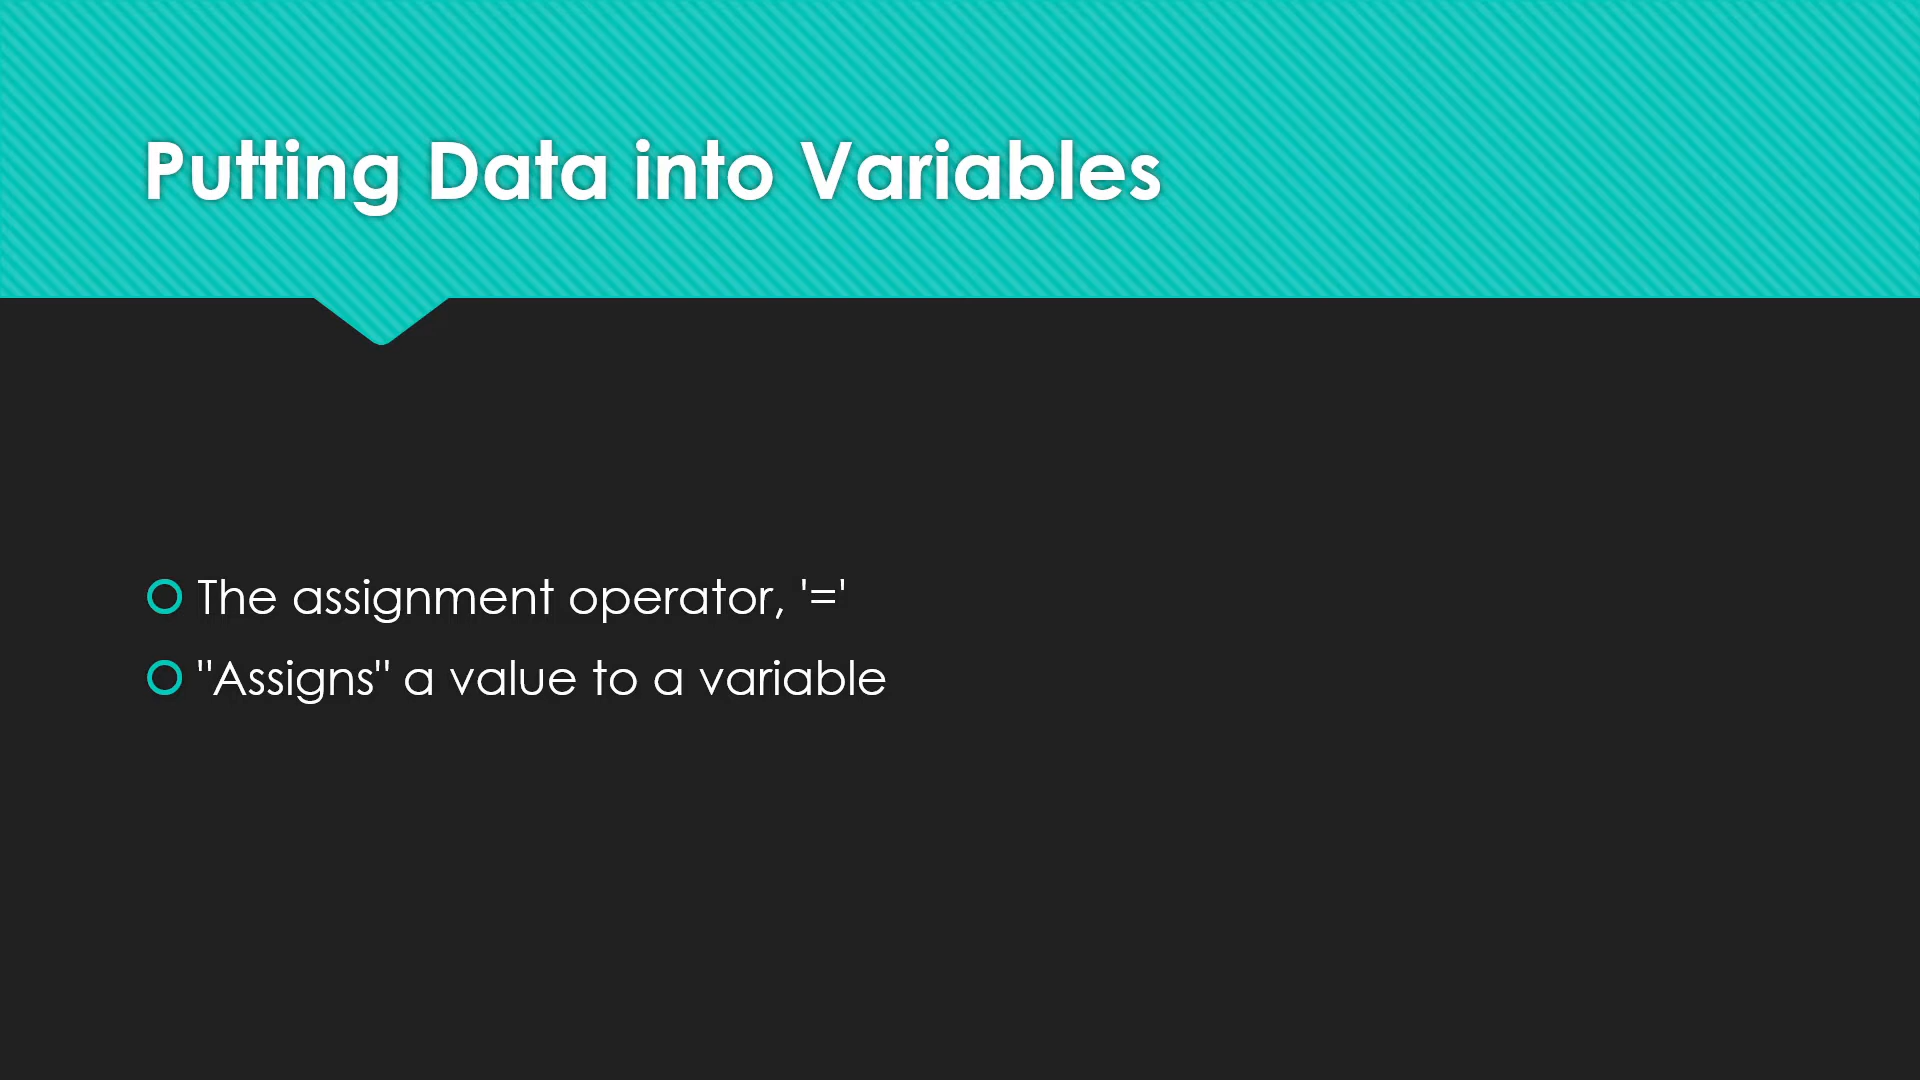 Putting Data into Variables
The assignment operator, '='
"Assigns" a value to a variable